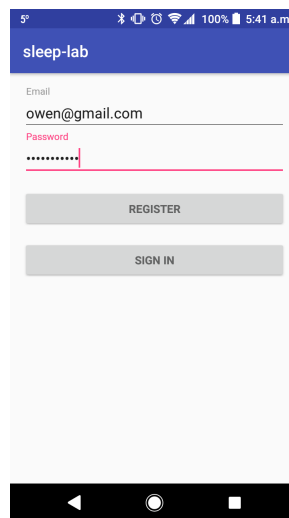 5° 100% 5:41 a.m
sleep-lab
Email
owen@gmail.com
Password
•••••••••••
REGISTER
SIGN IN